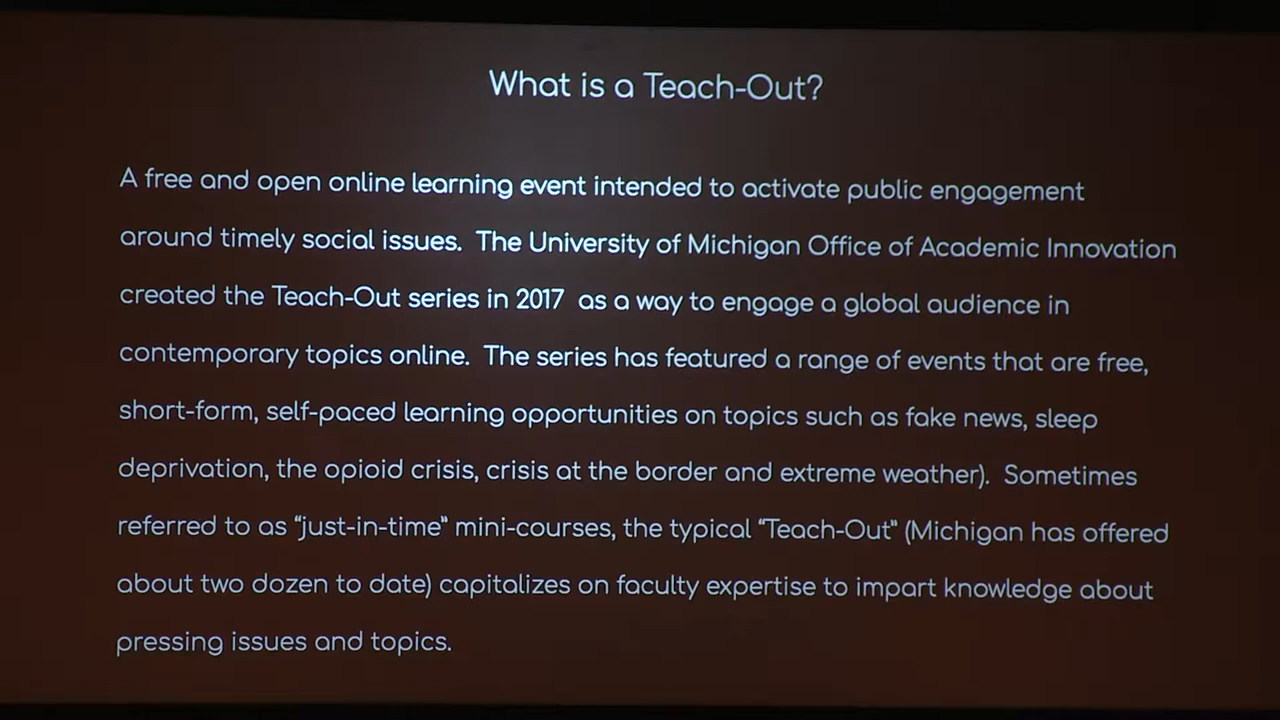 What is a Teach-Out?
A free and open online learning event intended to activate public engagement
around timely social issues.  The University of Michigan Office of Academic Innovation
created the Teach-Out series in 2017  as a way to engage a global audience in
contemporary topics online.  The series has featured a range of events that are free,
short-form, self-paced learning opportunities on topics such as fake news, sleep
deprivation, the opioid crisis, crisis at the border and extreme weather).  Sometimes
referred to as “just-in-time” mini-courses, the typical “Teach-Out” (Michigan has offered
about two dozen to date) capitalizes on faculty expertise to impart knowledge about
pressing issues and topics.